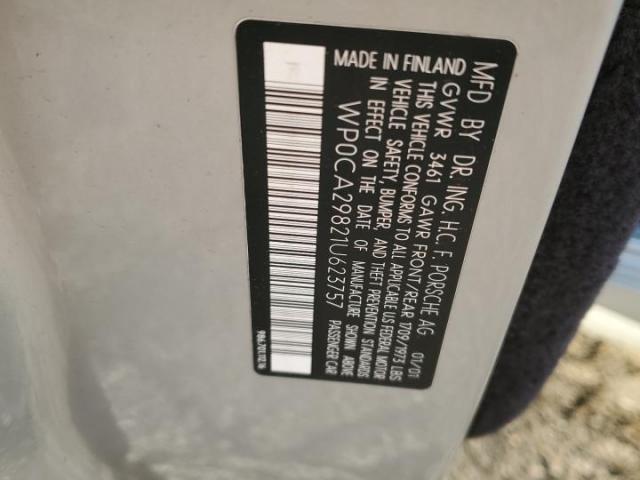 MFD BY DR. ING. H.C. F. PORSCHE AG 01/01
GVWR 3461 GAWR FRONT/REAR 1709/1973 LBS
THIS VEHICLE CONFORMS TO ALL APPLICABLE US FEDERAL MOTOR
VEHICLE SAFETY, BUMPER, AND THEFT PREVENTION STANDARDS
IN EFFECT ON THE DATE OF MANUFACTURE SHOWN ABOVE
MADE IN FINLAND PASSENGER CAR
WP0CA29821U623757